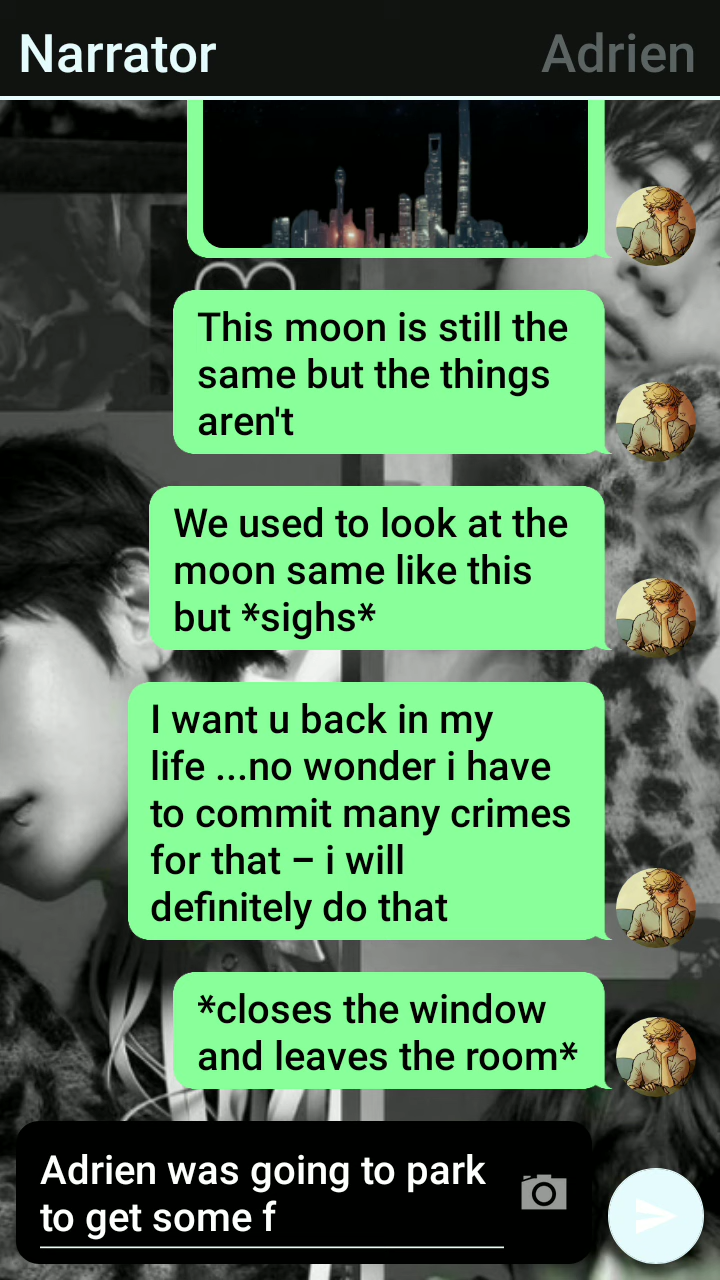 Narrator
Adrien
This moon is still the
same but the things
aren't
We used to look at the
moon same like this
but *sighs*
I want u back in my
life ...no wonder i have
to commit many crimes
for that – i will
definitely do that
*closes the window
and leaves the room*
Adrien was going to park
to get some f